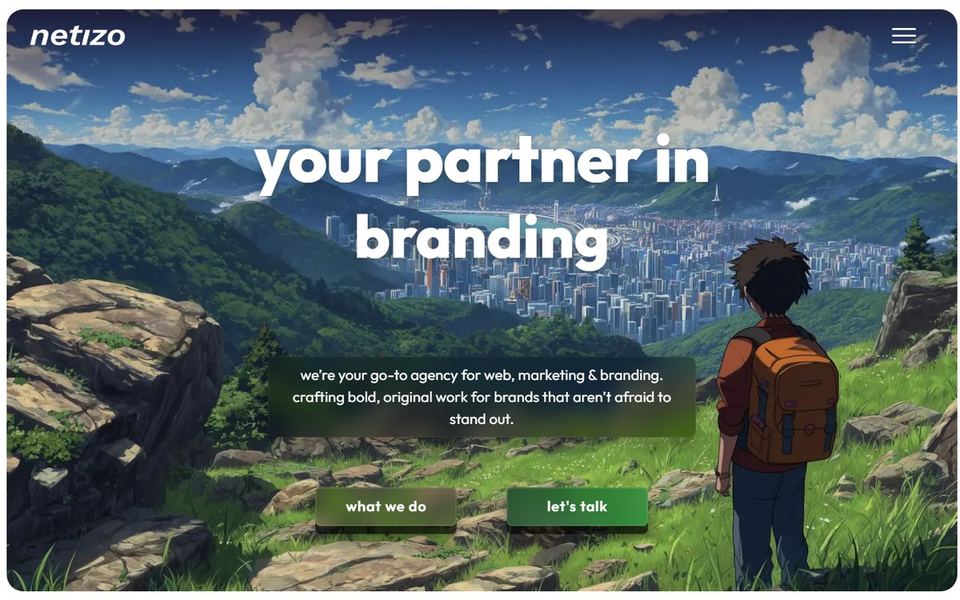 netizo
your partner in
branding
we're your go-to agency for web, marketing & branding.
crafting bold, original work for brands that aren't afraid to
stand out.
what we do
let's talk